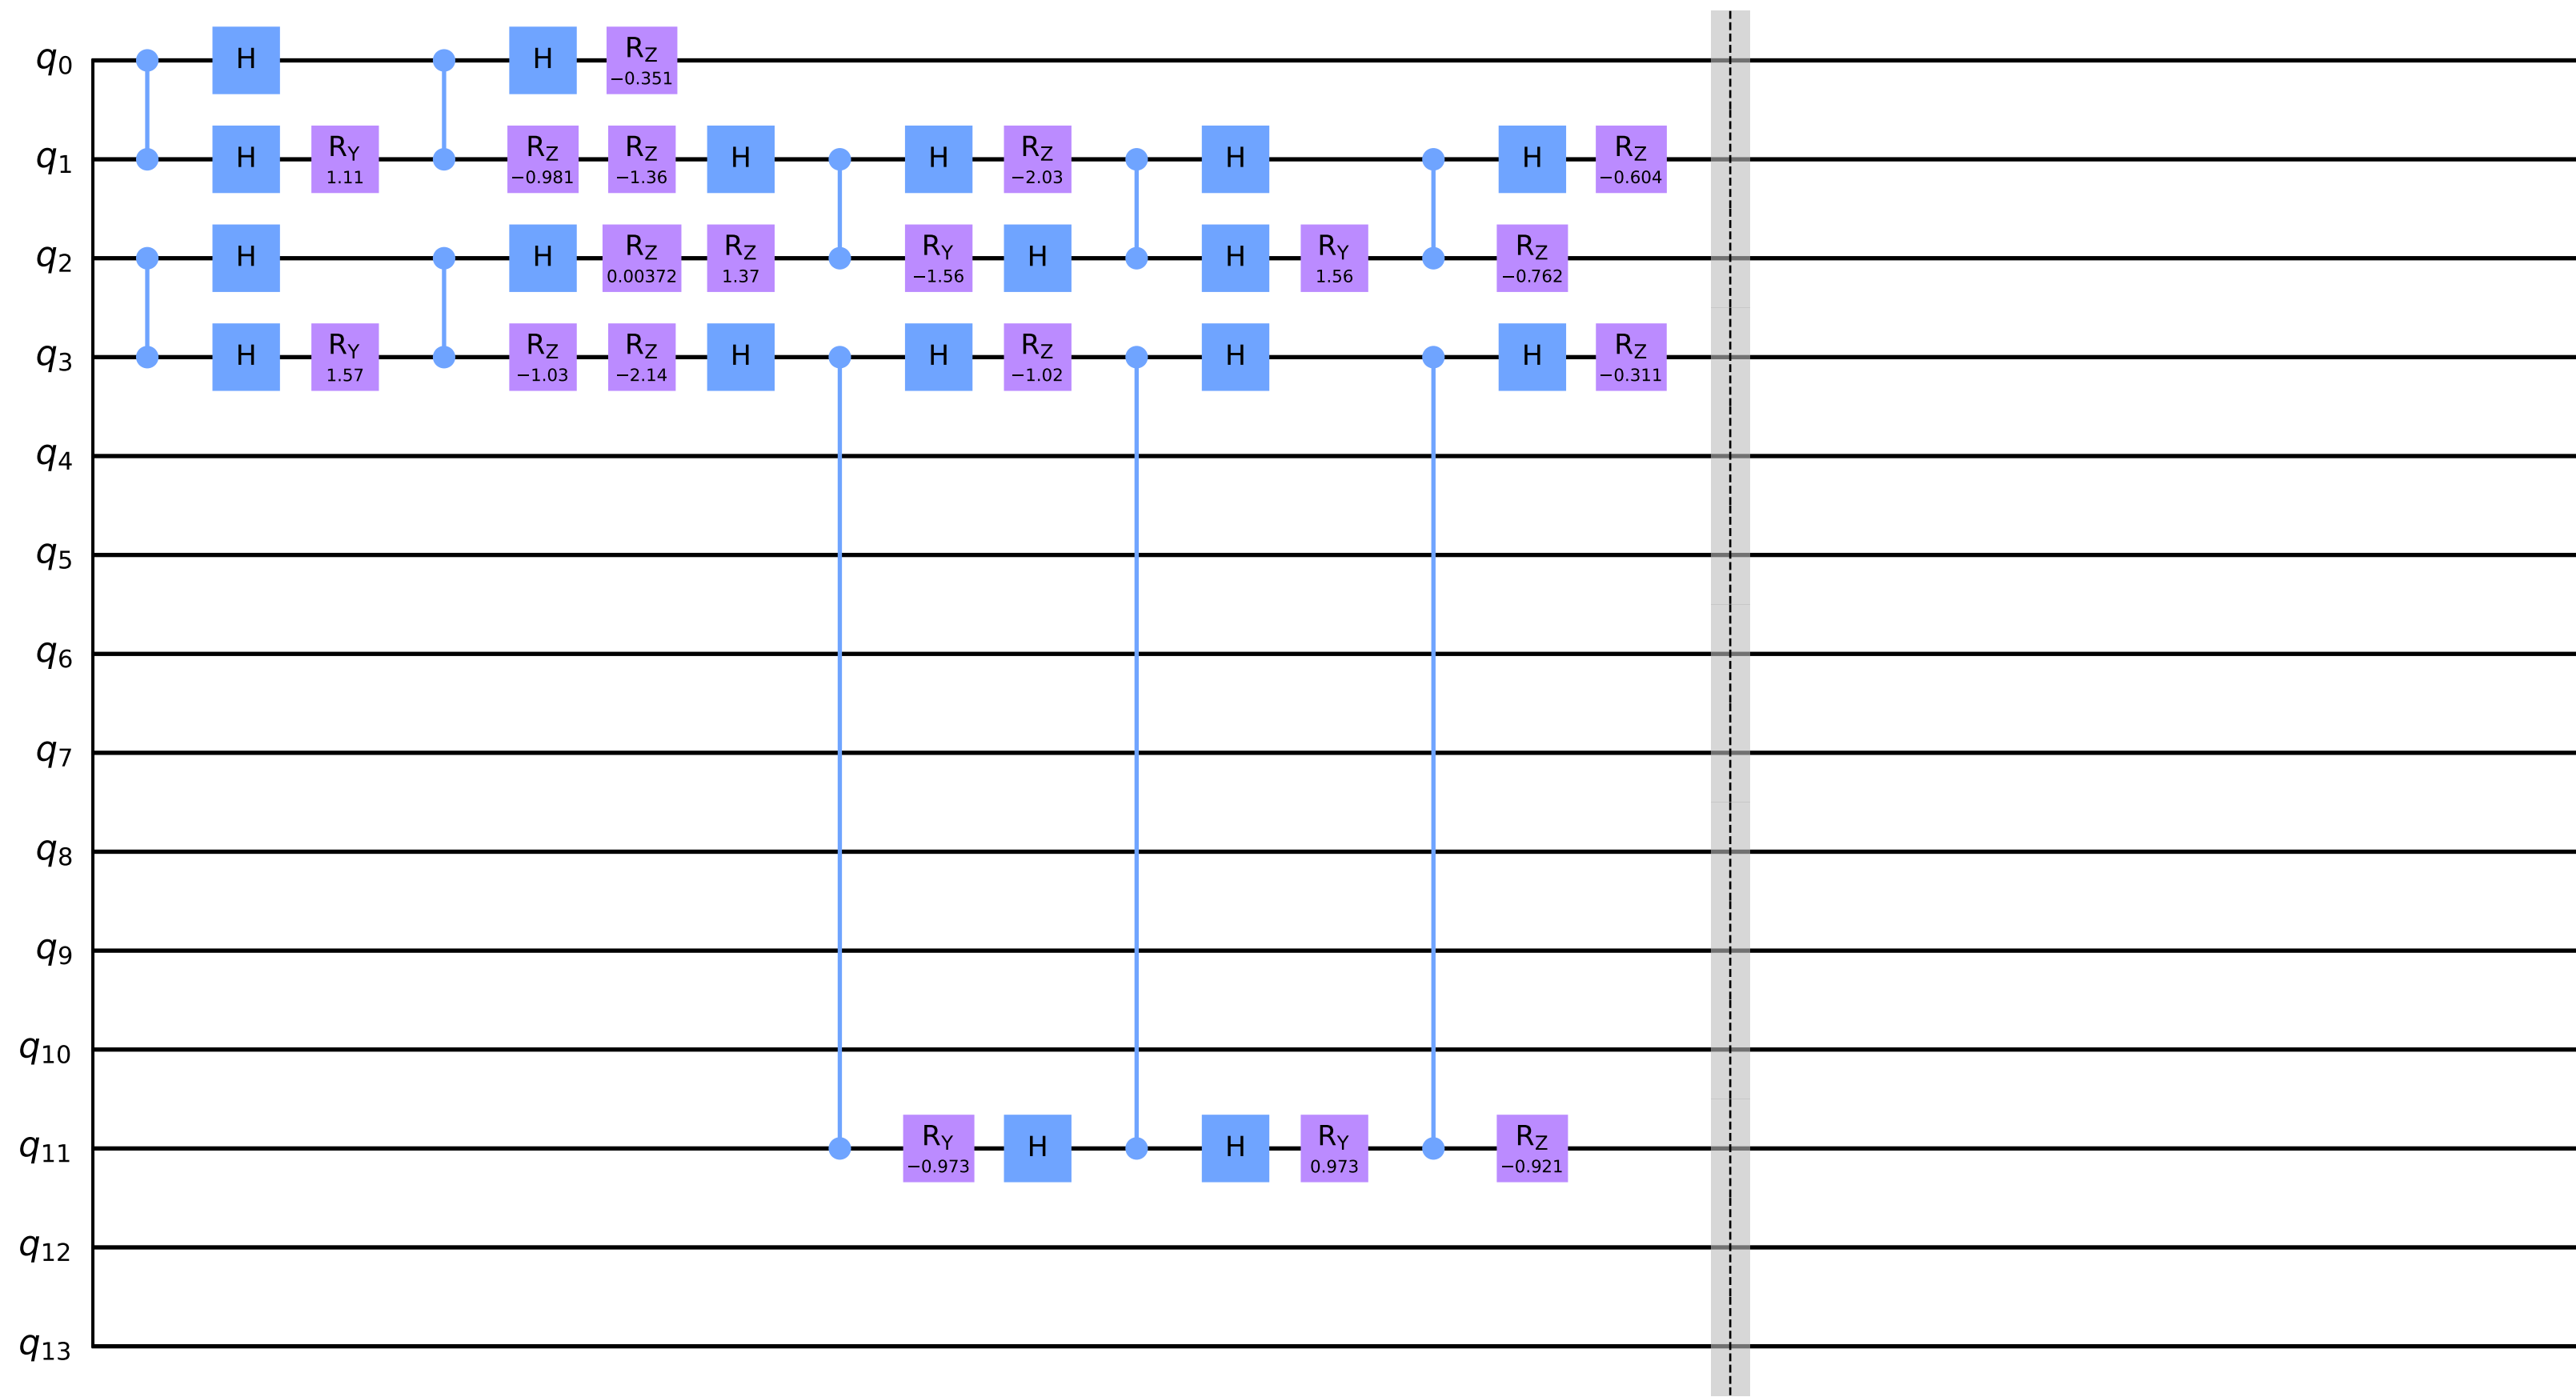 q0 H H RZ −0.351
q1 H RY 1.11 RZ −0.981 RZ −1.36 H H RZ −2.03 H H RZ −0.604
q2 H H RZ 0.00372 RZ 1.37 RY −1.56 H H RY 1.56 RZ −0.762
q3 H RY 1.57 RZ −1.03 RZ −2.14 H H RZ −1.02 H H RZ −0.311
q4
q5
q6
q7
q8
q9
q10
q11 RY −0.973 H H RY 0.973 RZ −0.921
q12
q13